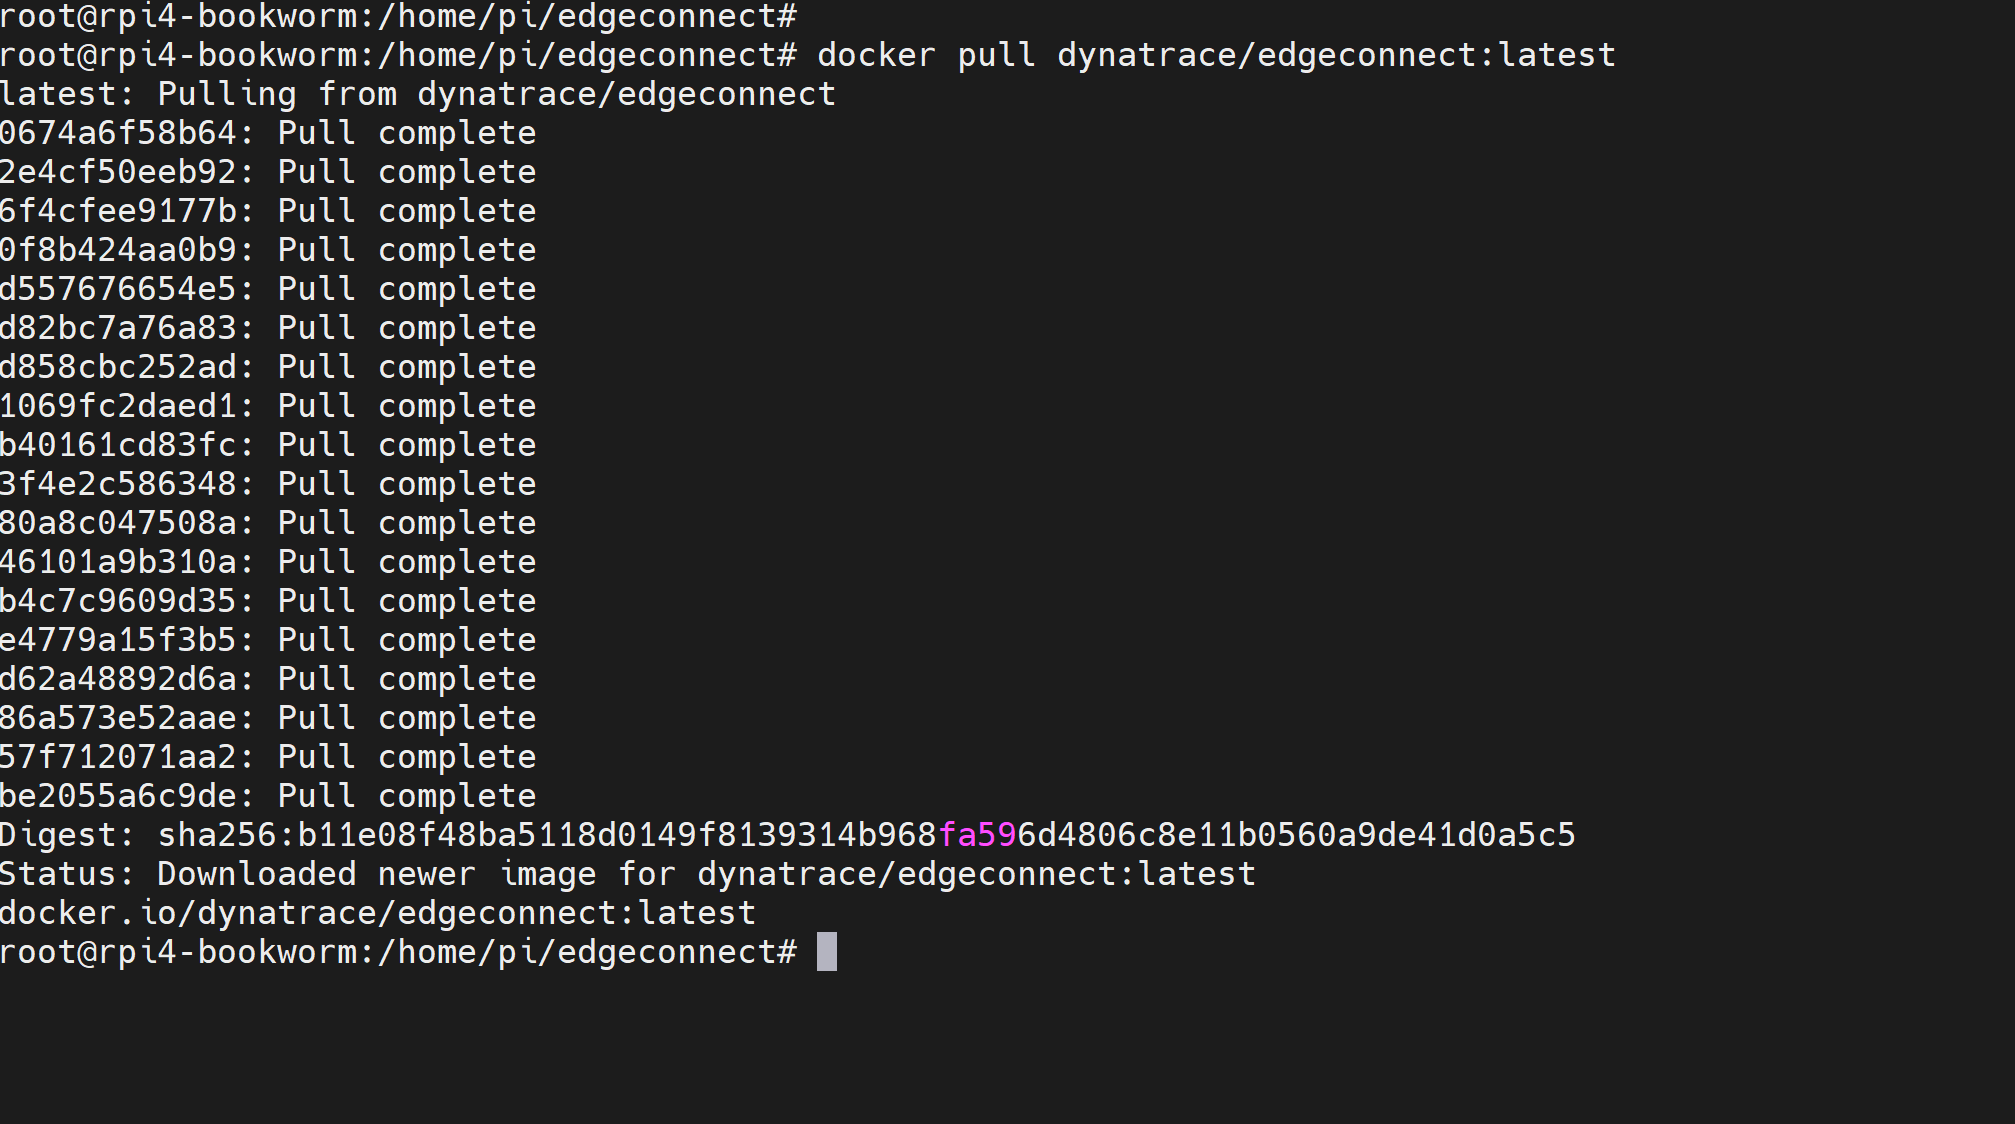 root@rpi4-bookworm:/home/pi/edgeconnect#
root@rpi4-bookworm:/home/pi/edgeconnect# docker pull dynatrace/edgeconnect:latest
latest: Pulling from dynatrace/edgeconnect
0674a6f58b64: Pull complete
2e4cf50eeb92: Pull complete
6f4cfee9177b: Pull complete
0f8b424aa0b9: Pull complete
d557676654e5: Pull complete
d82bc7a76a83: Pull complete
d858cbc252ad: Pull complete
1069fc2daed1: Pull complete
b40161cd83fc: Pull complete
3f4e2c586348: Pull complete
80a8c047508a: Pull complete
46101a9b310a: Pull complete
b4c7c9609d35: Pull complete
e4779a15f3b5: Pull complete
d62a48892d6a: Pull complete
86a573e52aae: Pull complete
57f712071aa2: Pull complete
be2055a6c9de: Pull complete
Digest: sha256:b11e08f48ba5118d0149f8139314b968fa596d4806c8e11b0560a9de41d0a5c5
Status: Downloaded newer image for dynatrace/edgeconnect:latest
docker.io/dynatrace/edgeconnect:latest
root@rpi4-bookworm:/home/pi/edgeconnect#